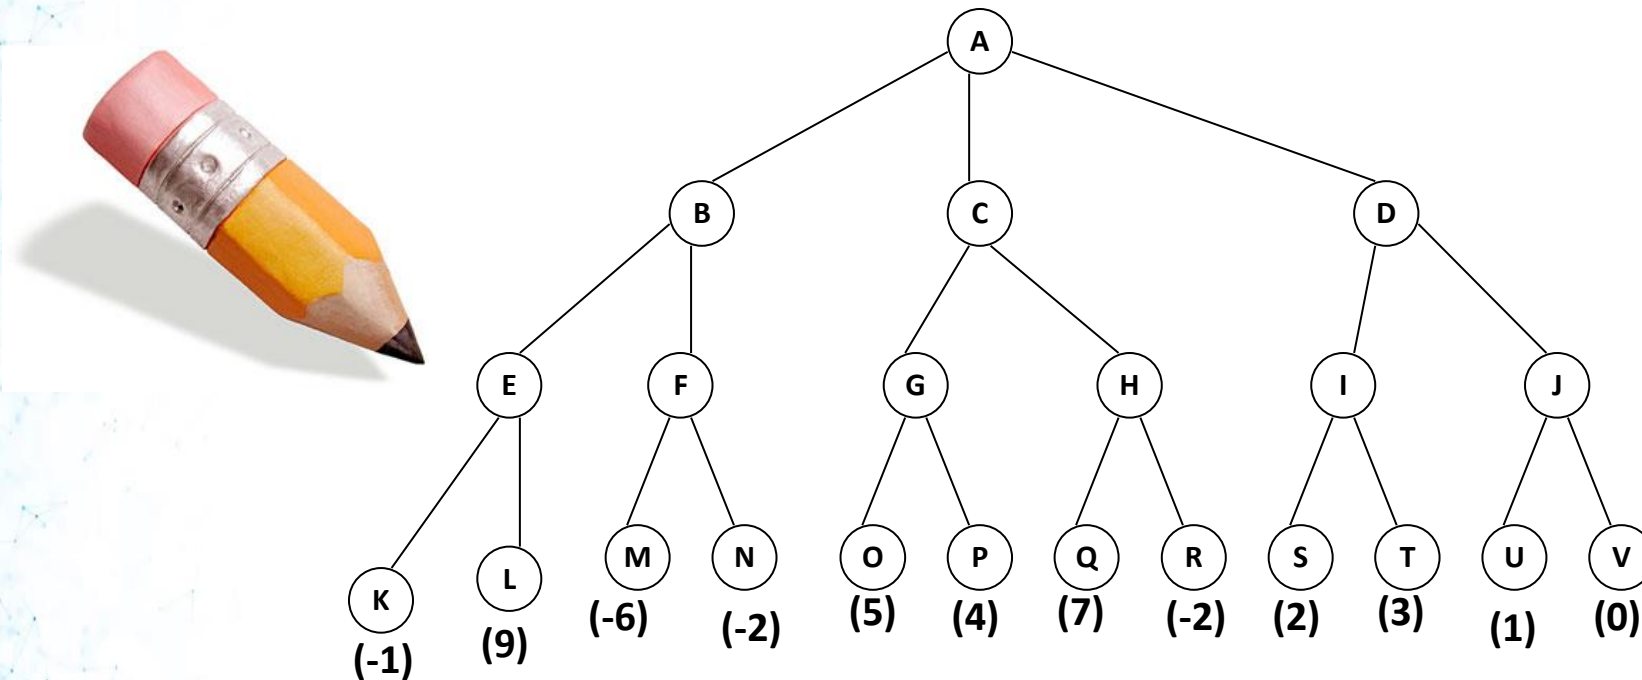 A
B C D
E F G H I J
K L M N O P Q R S T U V
(-1) (9) (-6) (-2) (5) (4) (7) (-2) (2) (3) (1) (0)